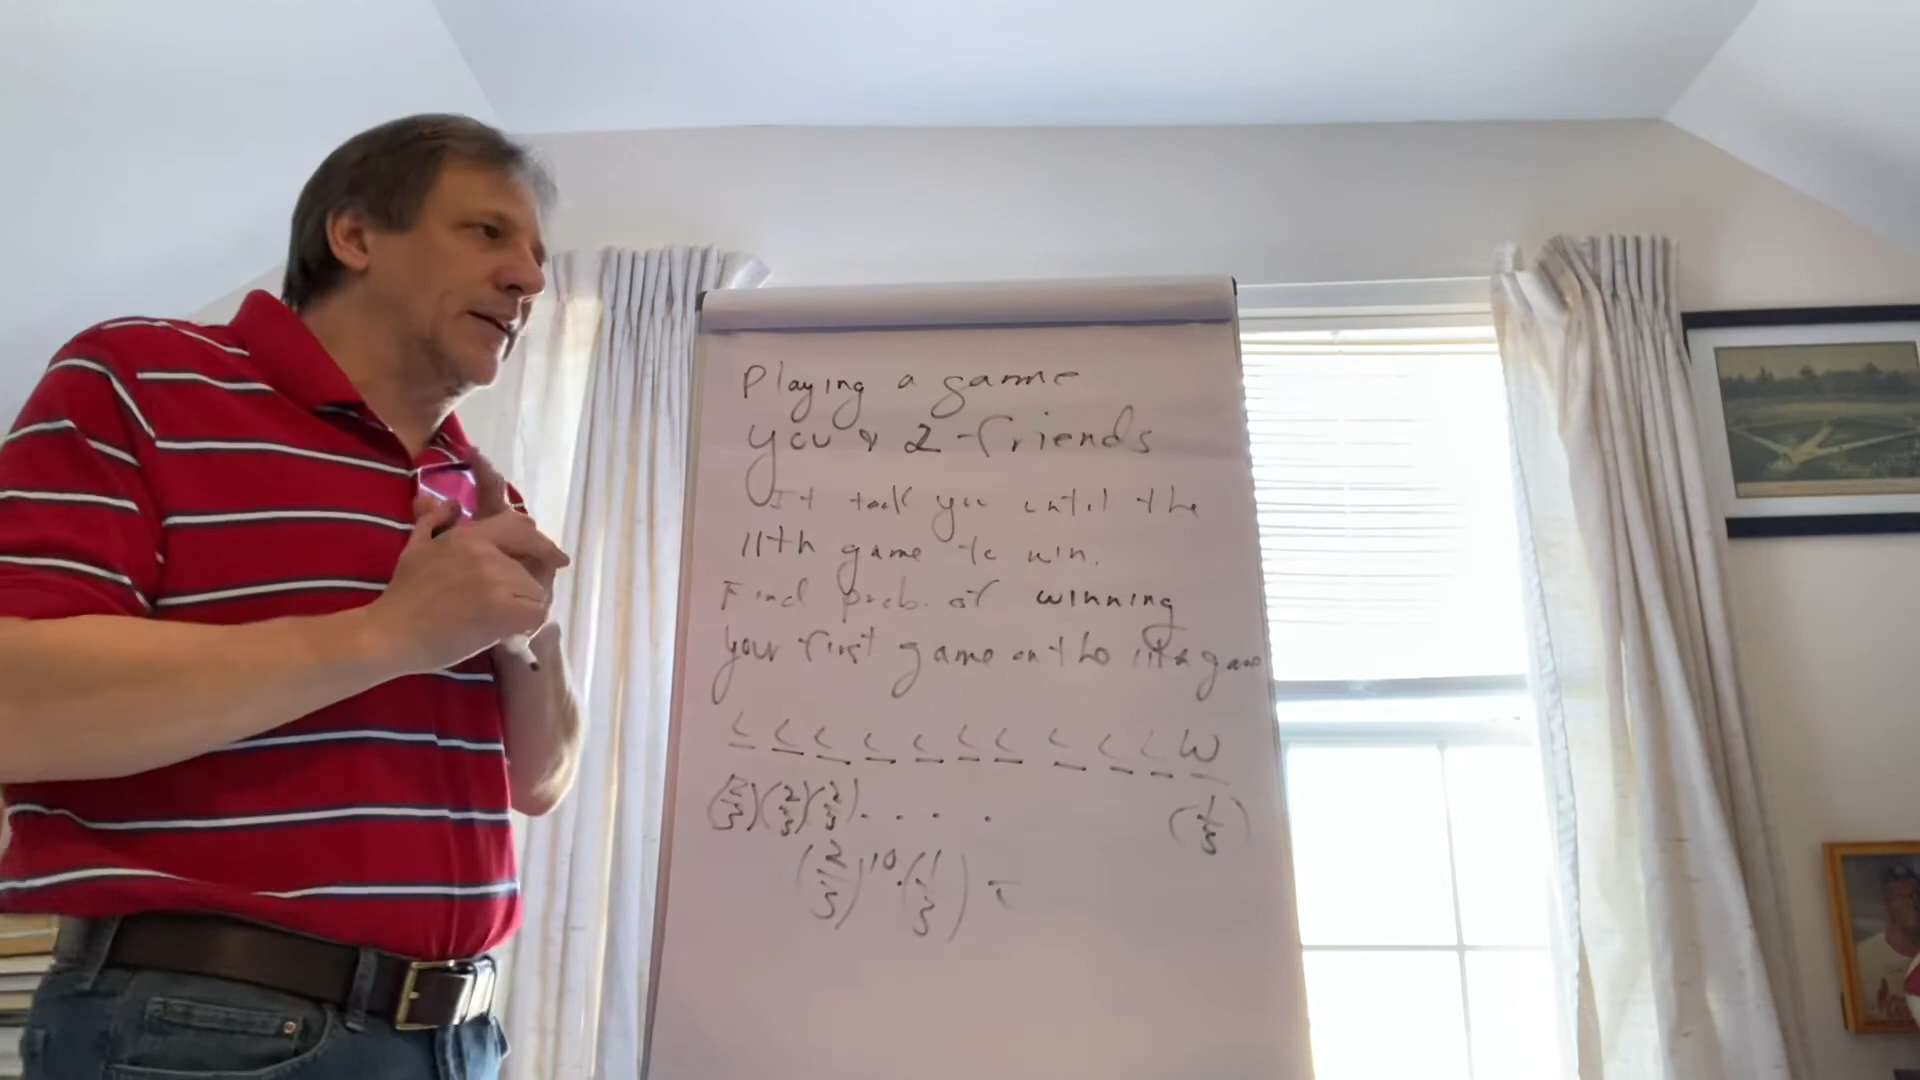 Playing a game
you & 2 friends
It took you until the
11th game to win.
Find prob. of winning
your first game on the 11th game
L L L L L L L L L L W
(2/3)(2/3)(2/3) . . . . (1/3)
(2/3)^10 · (1/3) =